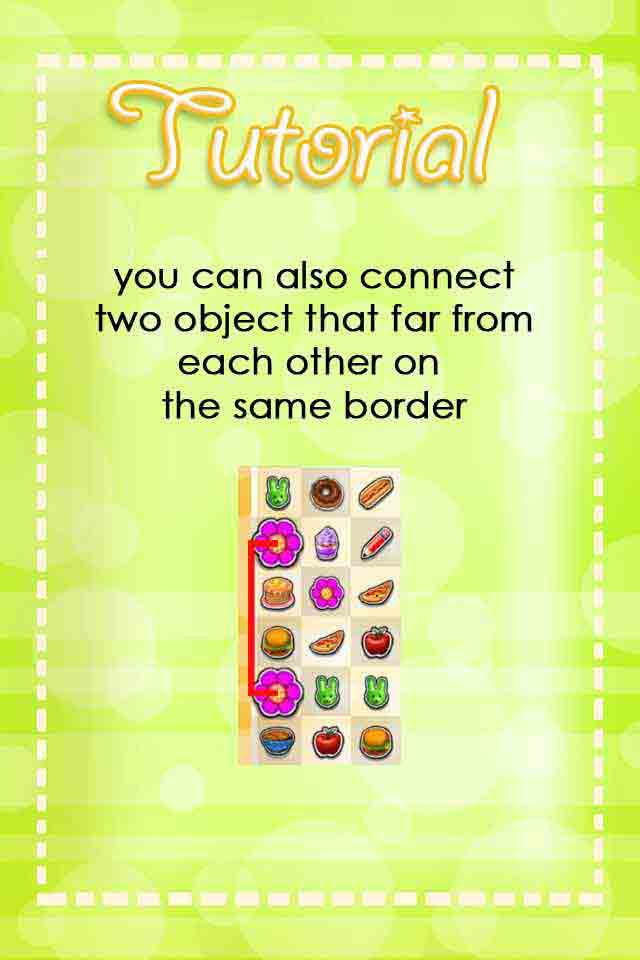 Tutorial
you can also connect
two object that far from
each other on
the same border